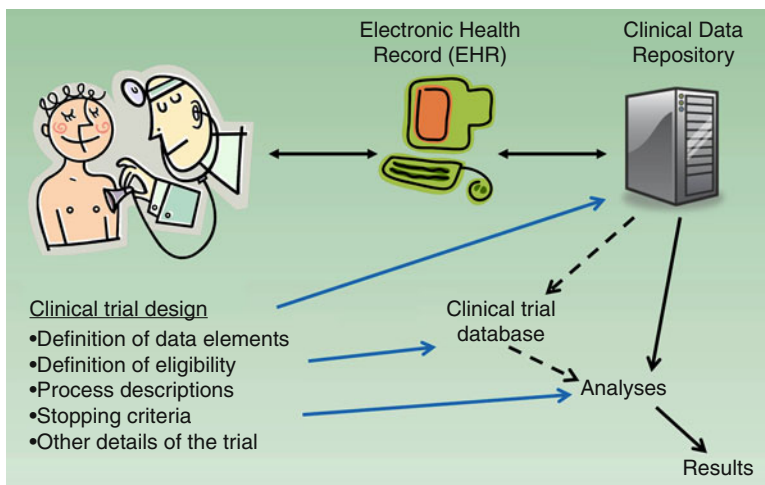 Electronic Health
Record (EHR)
Clinical Data
Repository
Clinical trial design
•Definition of data elements
•Definition of eligibility
•Process descriptions
•Stopping criteria
•Other details of the trial
Clinical trial
database
Analyses
Results